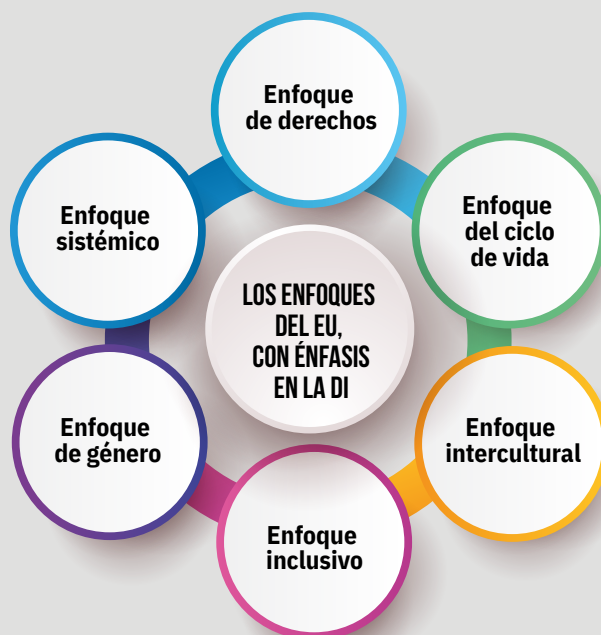 Enfoque
de derechos
Enfoque
sistémico
Enfoque
del ciclo
de vida
LOS ENFOQUES
DEL EU,
CON ÉNFASIS
EN LA DI
Enfoque
de género
Enfoque
intercultural
Enfoque
inclusivo